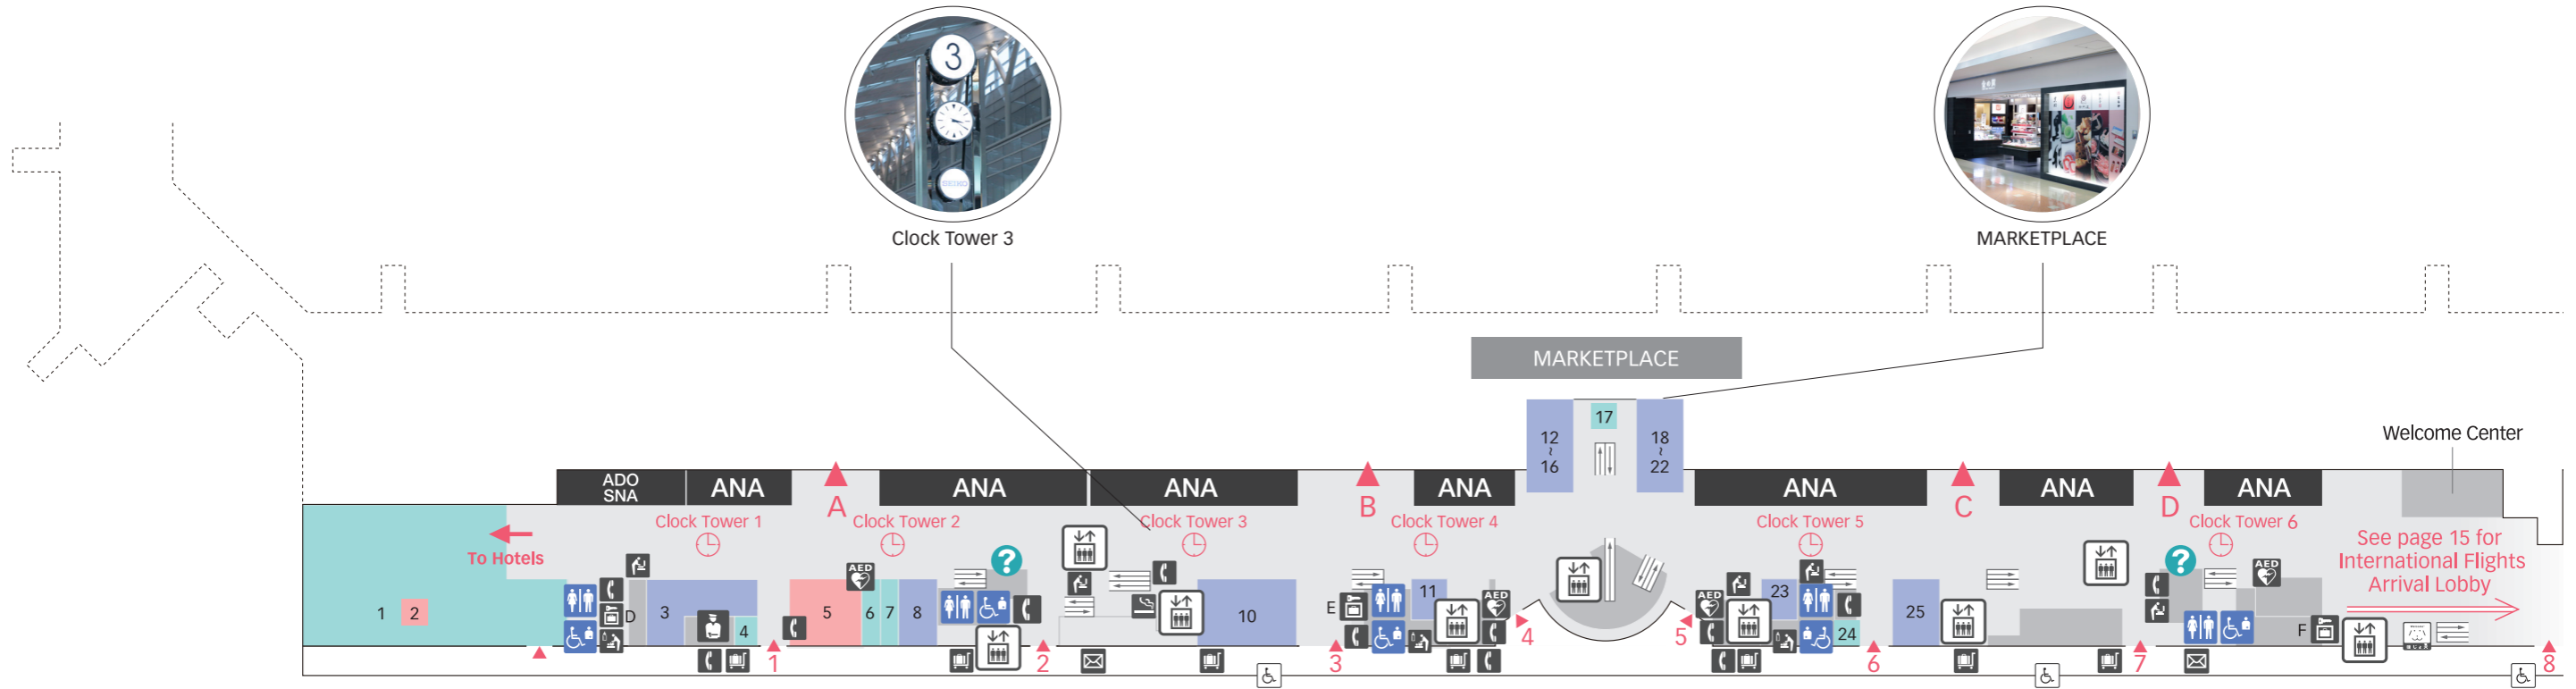 3
SEIKO
Clock Tower 3
MARKETPLACE
MARKETPLACE
17
12
~
16
18
~
22
Welcome Center
ADO
SNA
ANA
ANA
ANA
ANA
ANA
ANA
ANA
A
B
C
D
Clock Tower 1
Clock Tower 2
Clock Tower 3
Clock Tower 4
Clock Tower 5
Clock Tower 6
To Hotels
See page 15 for
International Flights
Arrival Lobby
?
?
AED
AED
AED
AED
1
2
D
3
4
5
6
7
8
10
E
11
23
24
25
F
1
2
3
4
5
6
7
8